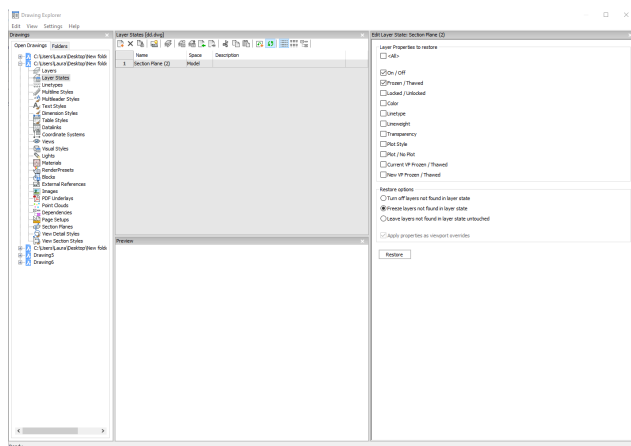 Drawing Explorer
Edit View Settings Help
Drawings
Open Drawings Folders
C:\Users\Laura\Desktop\New folde
C:\Users\Laura\Desktop\New folde
Layers
Layer States
Linetypes
Multiline Styles
Multileader Styles
Text Styles
Dimension Styles
Table Styles
Datalinks
Coordinate Systems
Views
Visual Styles
Lights
Materials
RenderPresets
Blocks
External References
Images
PDF Underlays
Point Clouds
Dependencies
Page Setups
Section Planes
View Detail Styles
View Section Styles
C:\Users\Laura\Desktop\New folde
Drawing5
Drawing6
Layer States [dd.dwg]
Name Space Description
1 Section Plane (2) Model
Preview
Edit Layer State: Section Plane (2)
Layer Properties to restore
<All>
On / Off
Frozen / Thawed
Locked / Unlocked
Color
Linetype
Lineweight
Transparency
Plot Style
Plot / No Plot
Current VP Frozen / Thawed
New VP Frozen / Thawed
Restore options
Turn off layers not found in layer state
Freeze layers not found in layer state
Leave layers not found in layer state untouched
Apply properties as viewport overrides
Restore